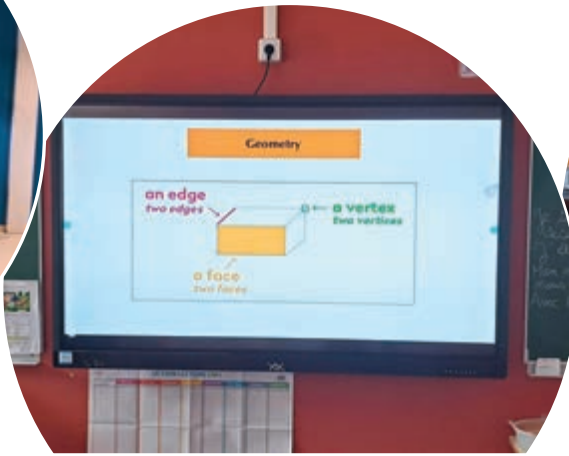 Geometry
an edge
two edges
a vertex
two vertices
a face
two faces